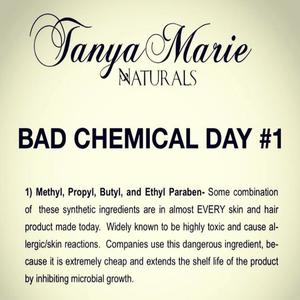 Tanya Marie
NATURALS
BAD CHEMICAL DAY #1
1) Methyl, Propyl, Butyl, and Ethyl Paraben- Some combination
of these synthetic ingredients are in almost EVERY skin and hair
product made today. Widely known to be highly toxic and cause al-
lergic/skin reactions. Companies use this dangerous ingredient, be-
cause it is extremely cheap and extends the shelf life of the product
by inhibiting microbial growth.